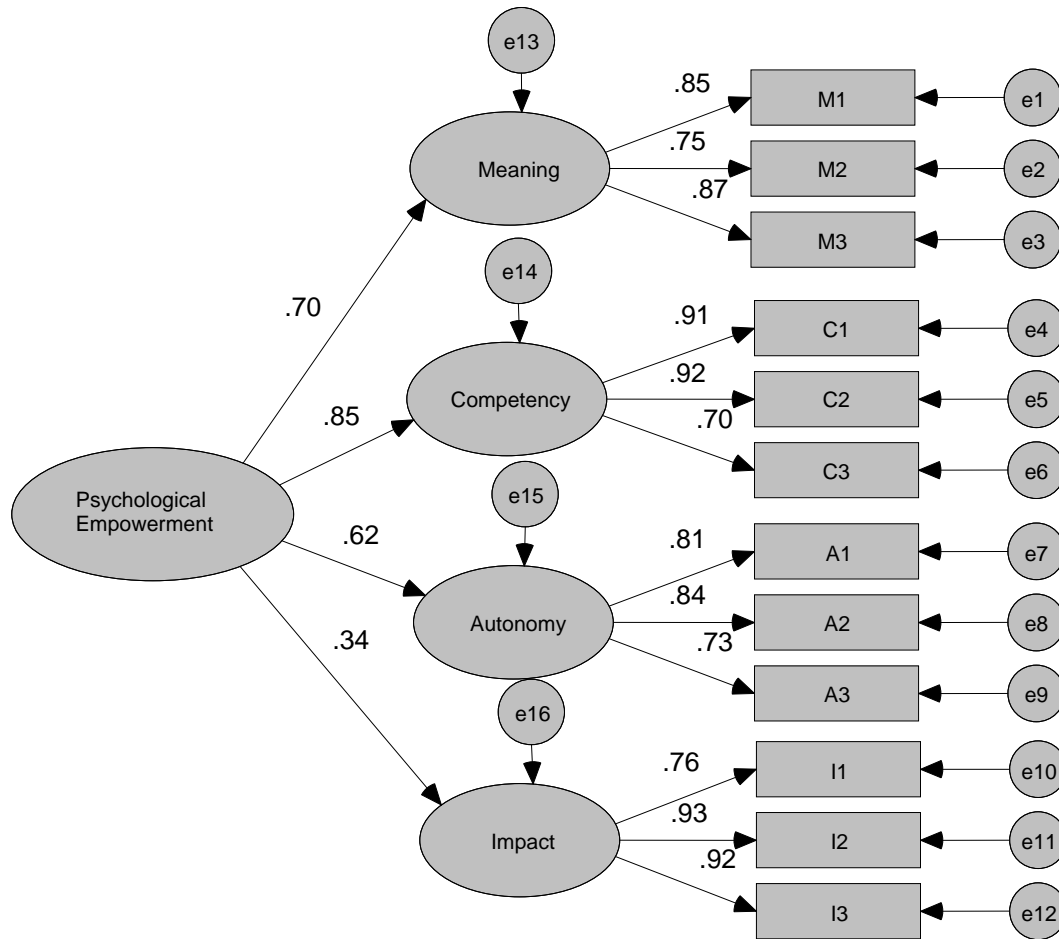 e13
.85
M1
e1
.75
Meaning
M2
e2
.87
M3
e3
e14
.70
.91
C1
e4
.92
Competency
C2
e5
.85
.70
C3
e6
e15
Psychological
Empowerment
.62
.81
A1
e7
.84
Autonomy
A2
e8
.34
.73
A3
e9
e16
.76
I1
e10
.93
Impact
I2
e11
.92
I3
e12